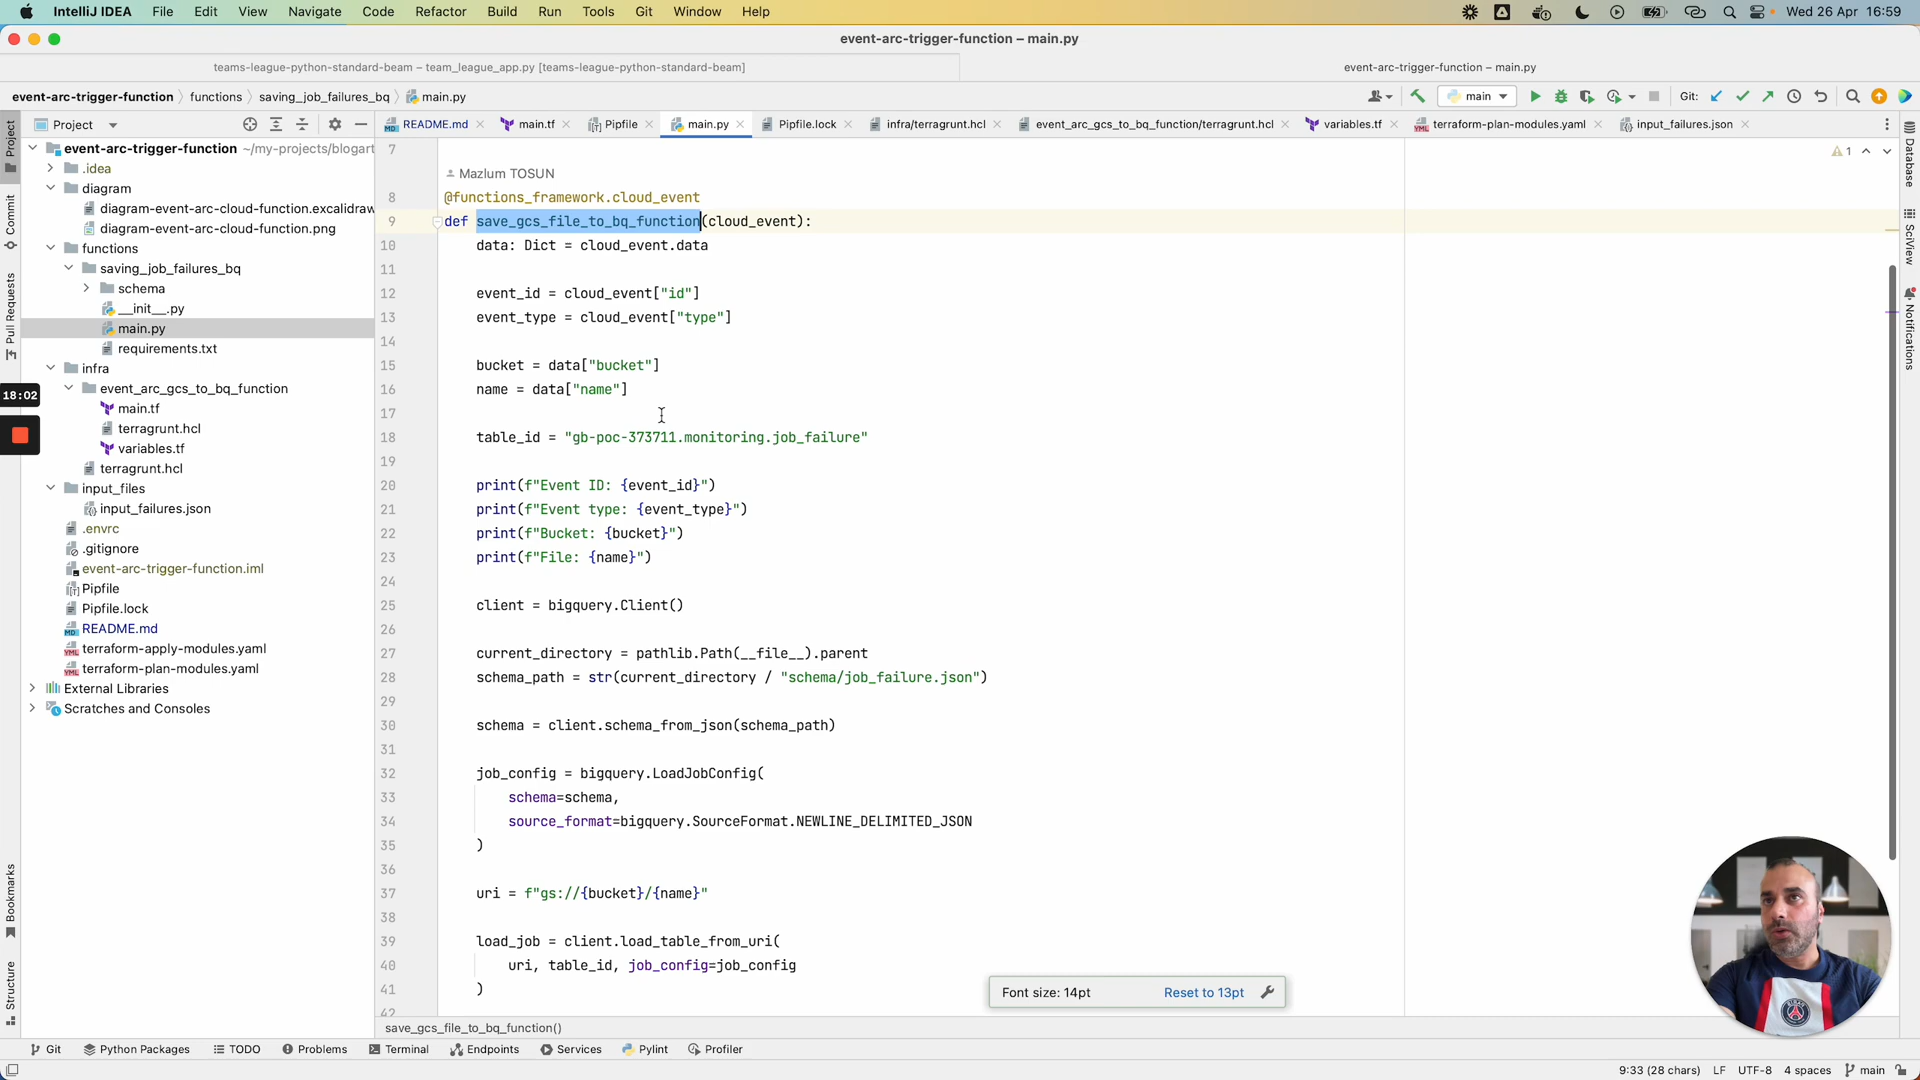 IntelliJ IDEA File Edit View Navigate Code Refactor Build Run Tools Git Window Help Wed 26 Apr 16:59
event-arc-trigger-function – main.py
teams-league-python-standard-beam – team_league_app.py [teams-league-python-standard-beam]
event-arc-trigger-function – main.py
event-arc-trigger-function functions saving_job_failures_bq main.py
main
Git:
Project
README.md main.tf Pipfile main.py Pipfile.lock infra/terragrunt.hcl event_arc_gcs_to_bq_function/terragrunt.hcl variables.tf terraform-plan-modules.yaml input_failures.json
event-arc-trigger-function ~/my-projects/blogart
.idea
diagram
diagram-event-arc-cloud-function.excalidraw
diagram-event-arc-cloud-function.png
functions
saving_job_failures_bq
schema
__init__.py
main.py
requirements.txt
infra
event_arc_gcs_to_bq_function
main.tf
terragrunt.hcl
variables.tf
terragrunt.hcl
input_files
input_failures.json
.envrc
.gitignore
event-arc-trigger-function.iml
Pipfile
Pipfile.lock
README.md
terraform-apply-modules.yaml
terraform-plan-modules.yaml
External Libraries
Scratches and Consoles
Project
Commit
Pull Requests
18:02
Bookmarks
Structure
7
Mazlum TOSUN
8 @functions_framework.cloud_event
9 def save_gcs_file_to_bq_function(cloud_event):
10 data: Dict = cloud_event.data
11
12 event_id = cloud_event["id"]
13 event_type = cloud_event["type"]
14
15 bucket = data["bucket"]
16 name = data["name"]
17
18 table_id = "gb-poc-373711.monitoring.job_failure"
19
20 print(f"Event ID: {event_id}")
21 print(f"Event type: {event_type}")
22 print(f"Bucket: {bucket}")
23 print(f"File: {name}")
24
25 client = bigquery.Client()
26
27 current_directory = pathlib.Path(__file__).parent
28 schema_path = str(current_directory / "schema/job_failure.json")
29
30 schema = client.schema_from_json(schema_path)
31
32 job_config = bigquery.LoadJobConfig(
33 schema=schema,
34 source_format=bigquery.SourceFormat.NEWLINE_DELIMITED_JSON
35 )
36
37 uri = f"gs://{bucket}/{name}"
38
39 load_job = client.load_table_from_uri(
40 uri, table_id, job_config=job_config
41 )
42
1
Database
SciView
Notifications
Font size: 14pt Reset to 13pt
save_gcs_file_to_bq_function()
Git Python Packages TODO Problems Terminal Endpoints Services Pylint Profiler
9:33 (28 chars) LF UTF-8 4 spaces main